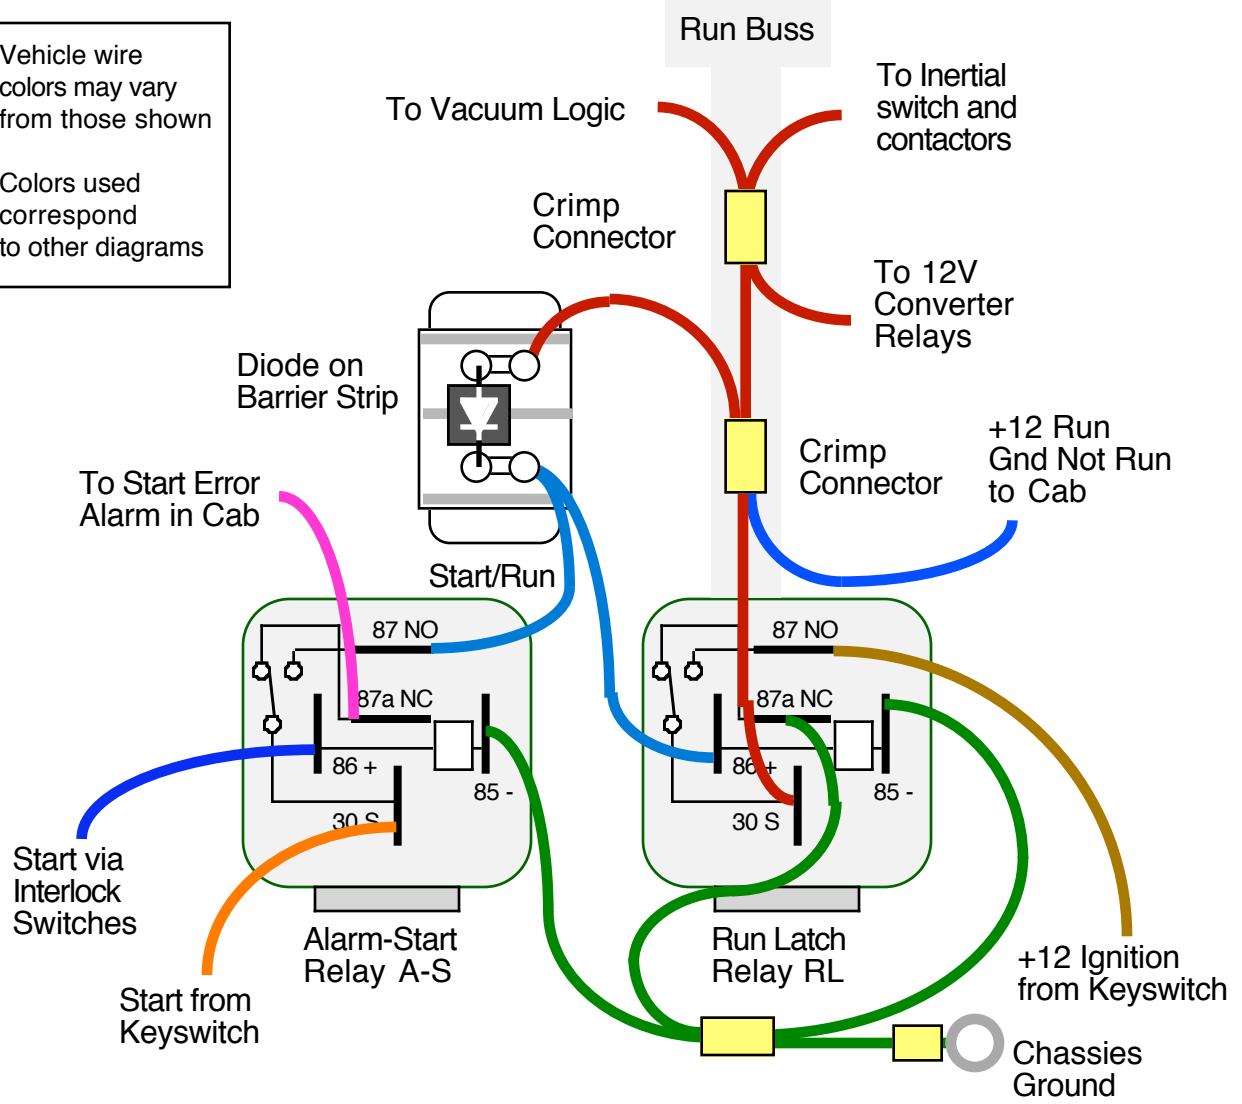 Vehicle wire
colors may vary
from those shown
Colors used
correspond
to other diagrams
Run Buss
To Vacuum Logic
To Inertial
switch and
contactors
Crimp
Connector
To 12V
Converter
Relays
Diode on
Barrier Strip
Crimp
Connector
+12 Run
Gnd Not Run
to Cab
To Start Error
Alarm in Cab
Start/Run
87 NO
87a NC
86 +
85 -
30 S
87 NO
87a NC
86 +
85 -
30 S
Start via
Interlock
Switches
Alarm-Start
Relay A-S
Run Latch
Relay RL
Start from
Keyswitch
+12 Ignition
from Keyswitch
Chassies
Ground